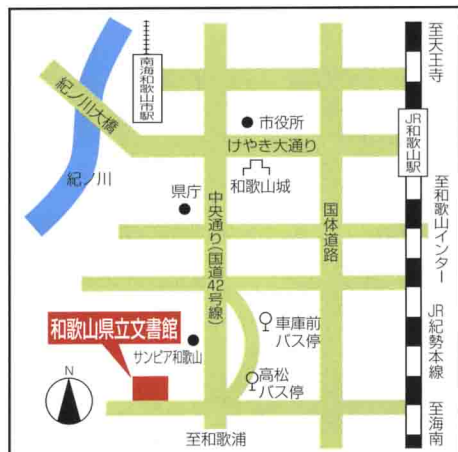 至天王寺
南海和歌山市駅
紀ノ川大橋
市役所
けやき大通り
JR和歌山駅
和歌山城
紀ノ川
県庁
中央通り(国道42号線)
国体道路
至和歌山インター
和歌山県立文書館
サンピア和歌山
車庫前
バス停
JR紀勢本線
高松
バス停
N
至和歌浦
至海南